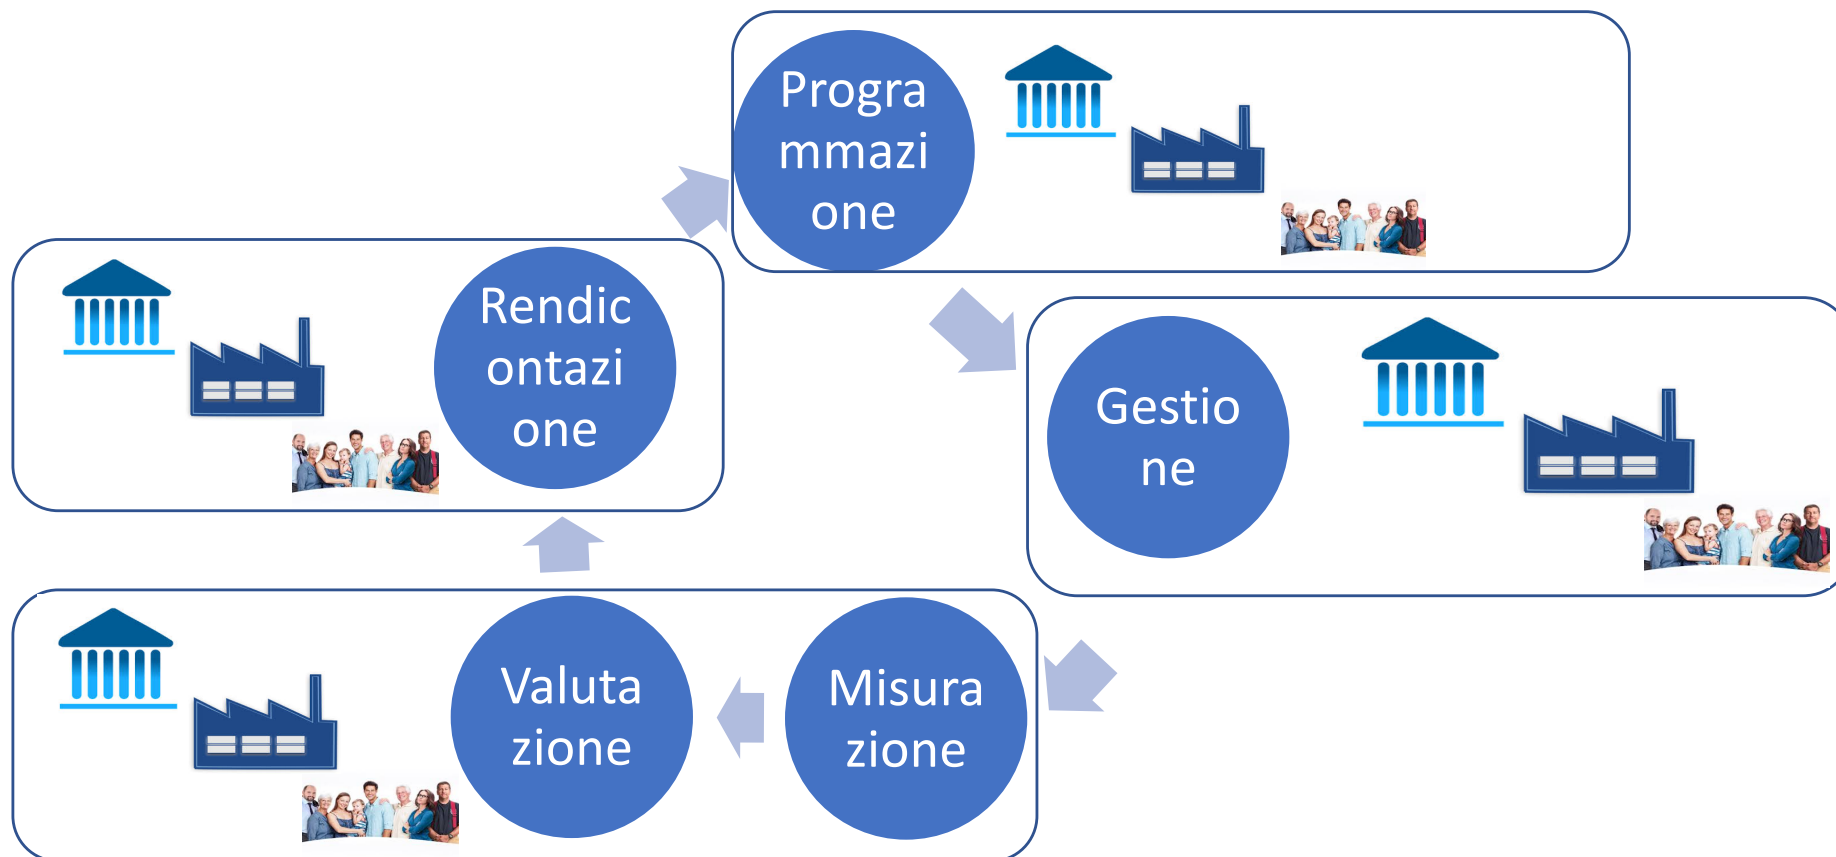 Progra
mmazi
one
Rendic
ontazi
one
Gestio
ne
Valuta
zione
Misura
zione